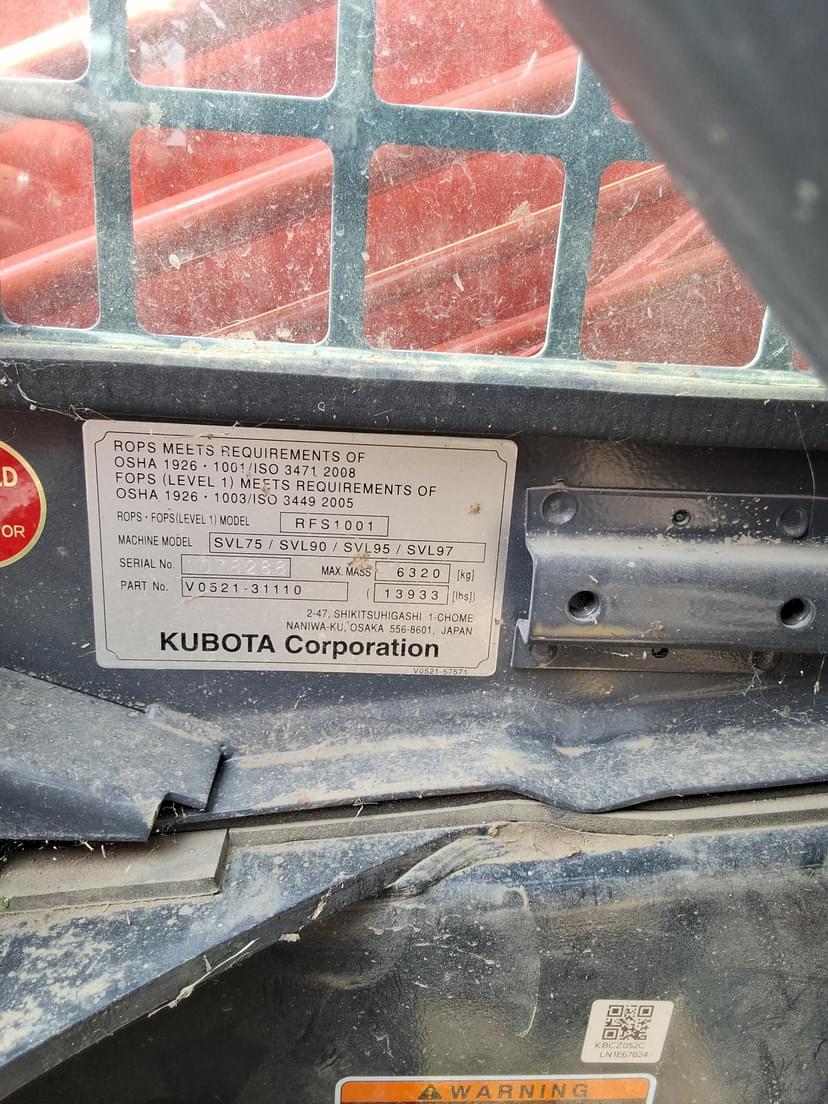 LD
OR
ROPS MEETS REQUIREMENTS OF
OSHA 1926・1001/ISO 3471 2008
FOPS (LEVEL 1) MEETS REQUIREMENTS OF
OSHA 1926・1003/ISO 3449 2005
ROPS・FOPS(LEVEL 1) MODEL RFS1001
MACHINE MODEL SVL75 / SVL90 / SVL95 / SVL97
SERIAL No. MAX. MASS 6320 [kg]
PART No. V0521-31110 (13933 [lbs])
2-47, SHIKITSUHIGASHI 1-CHOME
NANIWA-KU, OSAKA 556-8601, JAPAN
KUBOTA Corporation
V0521-57571
KBCZ052C
LN1E67824
WARNING